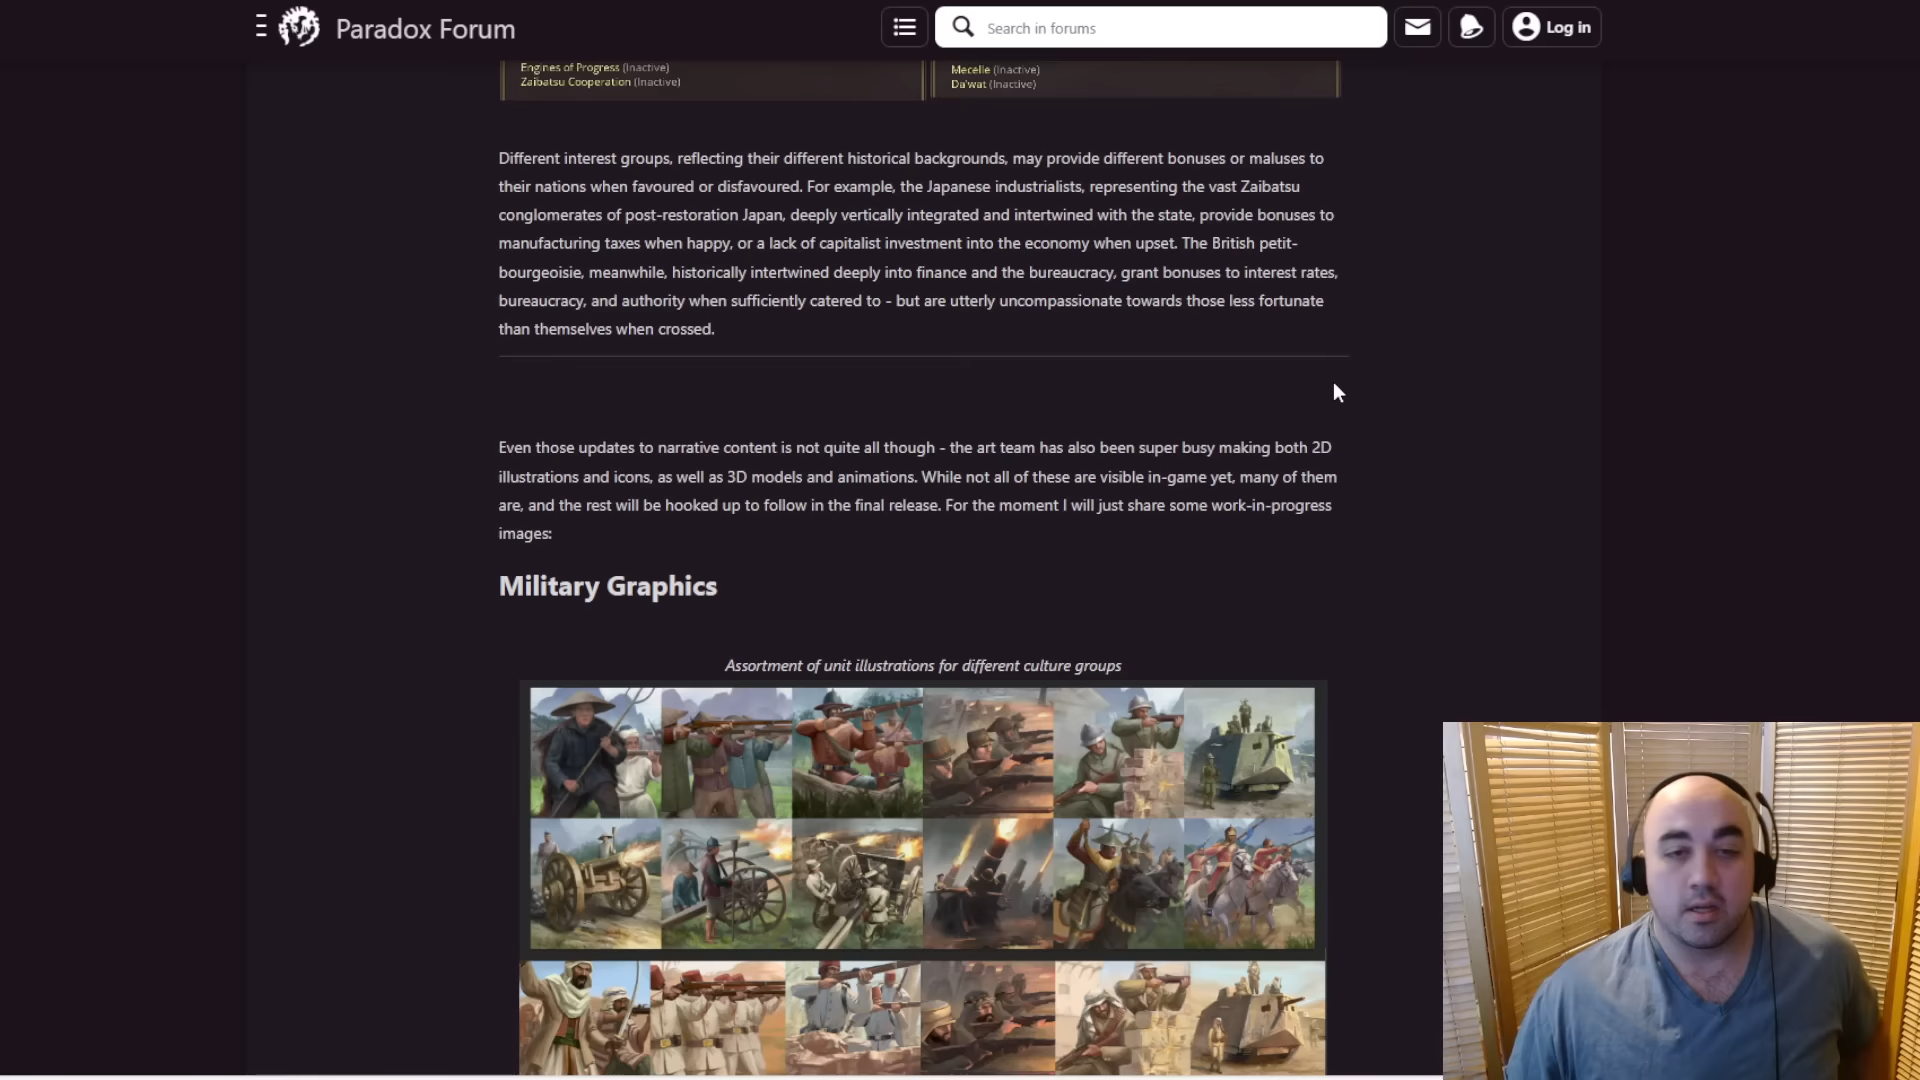 Paradox Forum
Search in forums
Log in
Engines of Progress (Inactive)
Zaibatsu Cooperation (Inactive)
Mecelle (Inactive)
Da'wat (Inactive)
Different interest groups, reflecting their different historical backgrounds, may provide different bonuses or maluses to
their nations when favoured or disfavoured. For example, the Japanese industrialists, representing the vast Zaibatsu
conglomerates of post-restoration Japan, deeply vertically integrated and intertwined with the state, provide bonuses to
manufacturing taxes when happy, or a lack of capitalist investment into the economy when upset. The British petit-
bourgeoisie, meanwhile, historically intertwined deeply into finance and the bureaucracy, grant bonuses to interest rates,
bureaucracy, and authority when sufficiently catered to - but are utterly uncompassionate towards those less fortunate
than themselves when crossed.
Even those updates to narrative content is not quite all though - the art team has also been super busy making both 2D
illustrations and icons, as well as 3D models and animations. While not all of these are visible in-game yet, many of them
are, and the rest will be hooked up to follow in the final release. For the moment I will just share some work-in-progress
images:
Military Graphics
Assortment of unit illustrations for different culture groups